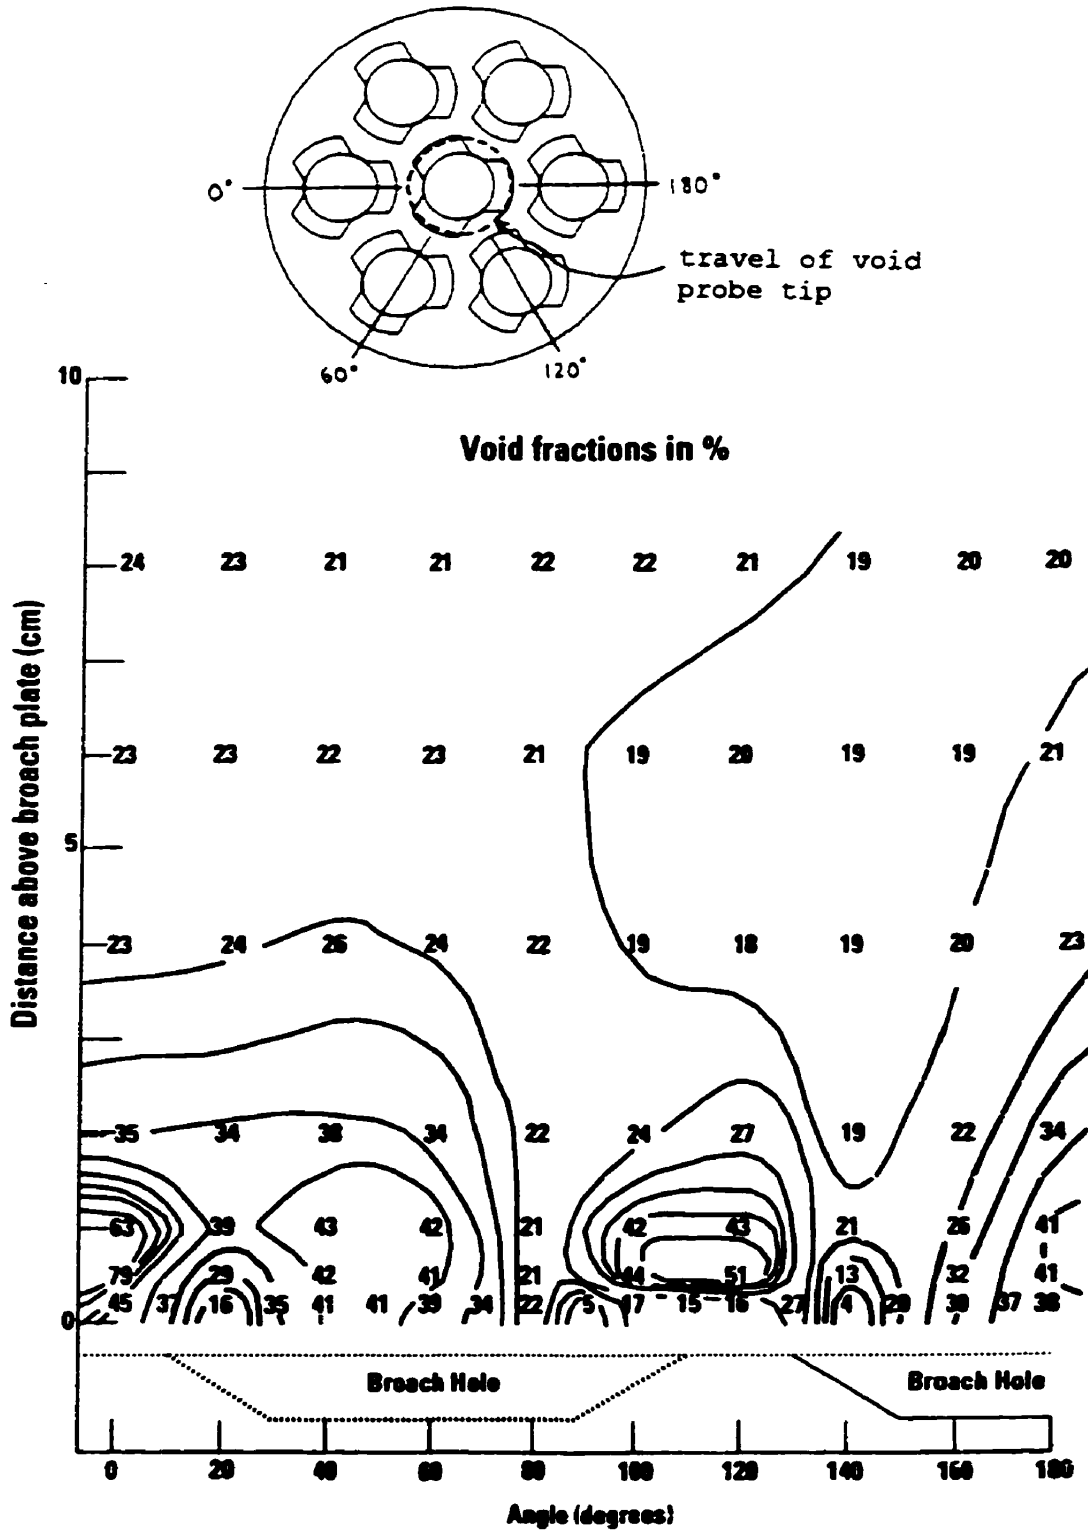 0°
180°
travel of void
probe tip
60°
120°
10
Void fractions in %
24 23 21 21 22 22 21 19 20 20
23 23 22 23 21 19 20 19 19 21
5
23 24 26 24 22 19 18 19 20 23
35 34 38 34 22 24 27 19 22 34
63 39 43 42 21 42 43 21 26 41
79 29 42 41 21 44 51 13 32 41
0 45 37 16 35 41 41 39 34 22 5 17 15 16 27 4 20 30 37 38
Distance above broach plate (cm)
Broach Hole
Broach Hole
0 20 40 60 80 100 120 140 160 180
Angle (degrees)